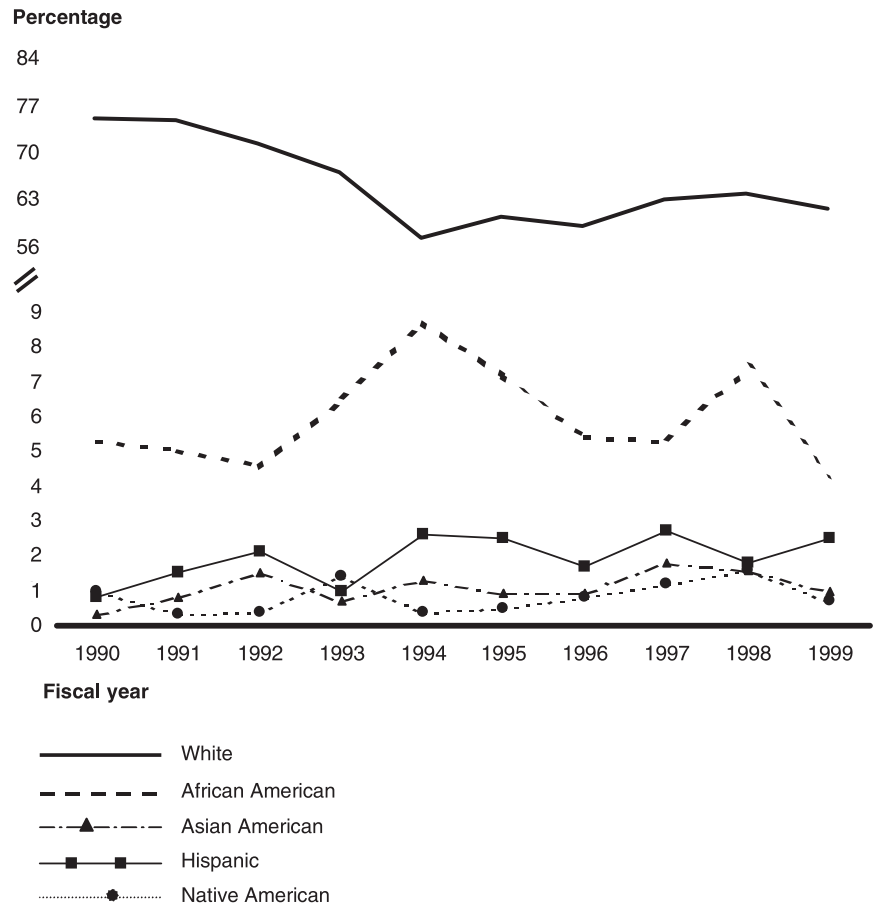 Percentage
84
77
70
63
56
9
8
7
6
5
4
3
2
1
0
1990 1991 1992 1993 1994 1995 1996 1997 1998 1999
Fiscal year
White
African American
Asian American
Hispanic
Native American